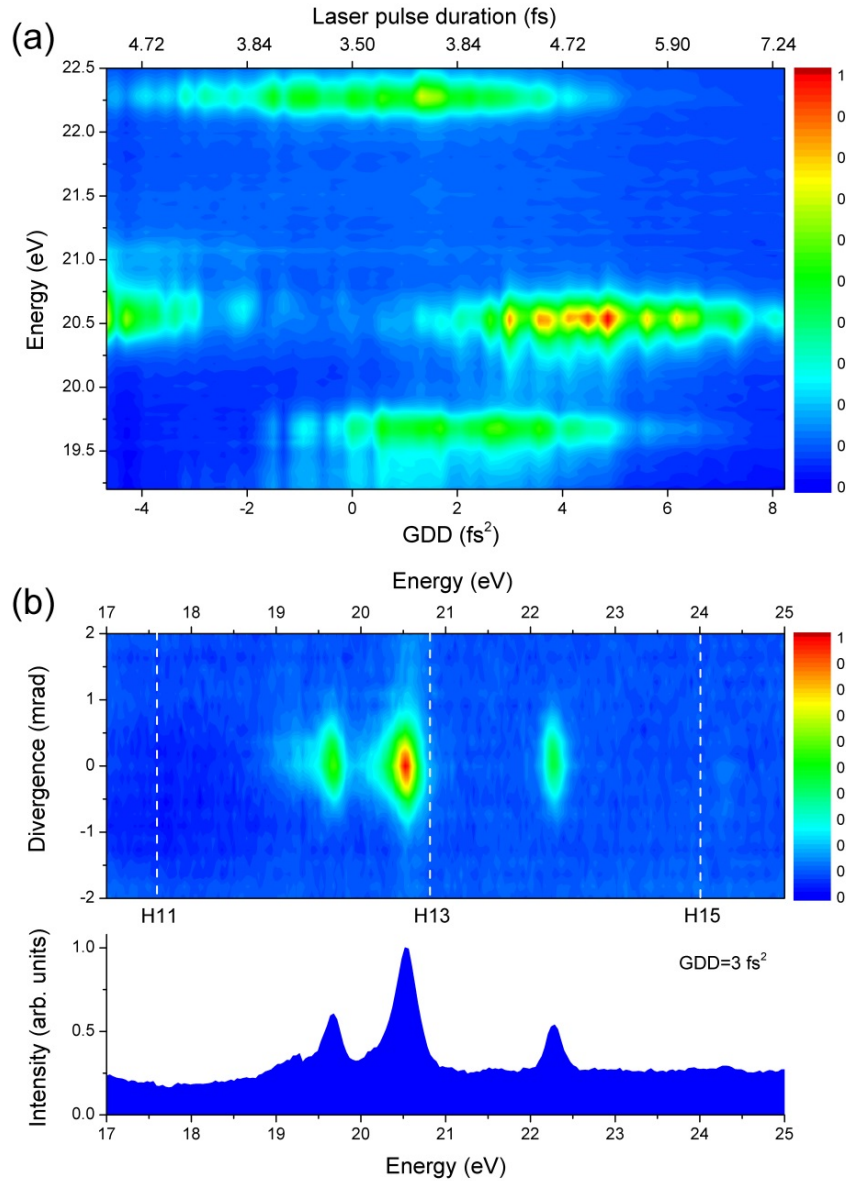 (a)
Laser pulse duration (fs)
4.72 3.84 3.50 3.84 4.72 5.90 7.24
22.5
22.0
21.5
21.0
20.5
20.0
19.5
Energy (eV)
-4 -2 0 2 4 6 8
GDD (fs²)
1
0
0
0
0
0
0
0
0
0
0
(b)
Energy (eV)
17 18 19 20 21 22 23 24 25
2
1
0
-1
-2
Divergence (mrad)
1
0
0
0
0
0
0
0
0
0
0
H11 H13 H15
GDD=3 fs²
1.0
0.5
0.0
Intensity (arb. units)
17 18 19 20 21 22 23 24 25
Energy (eV)